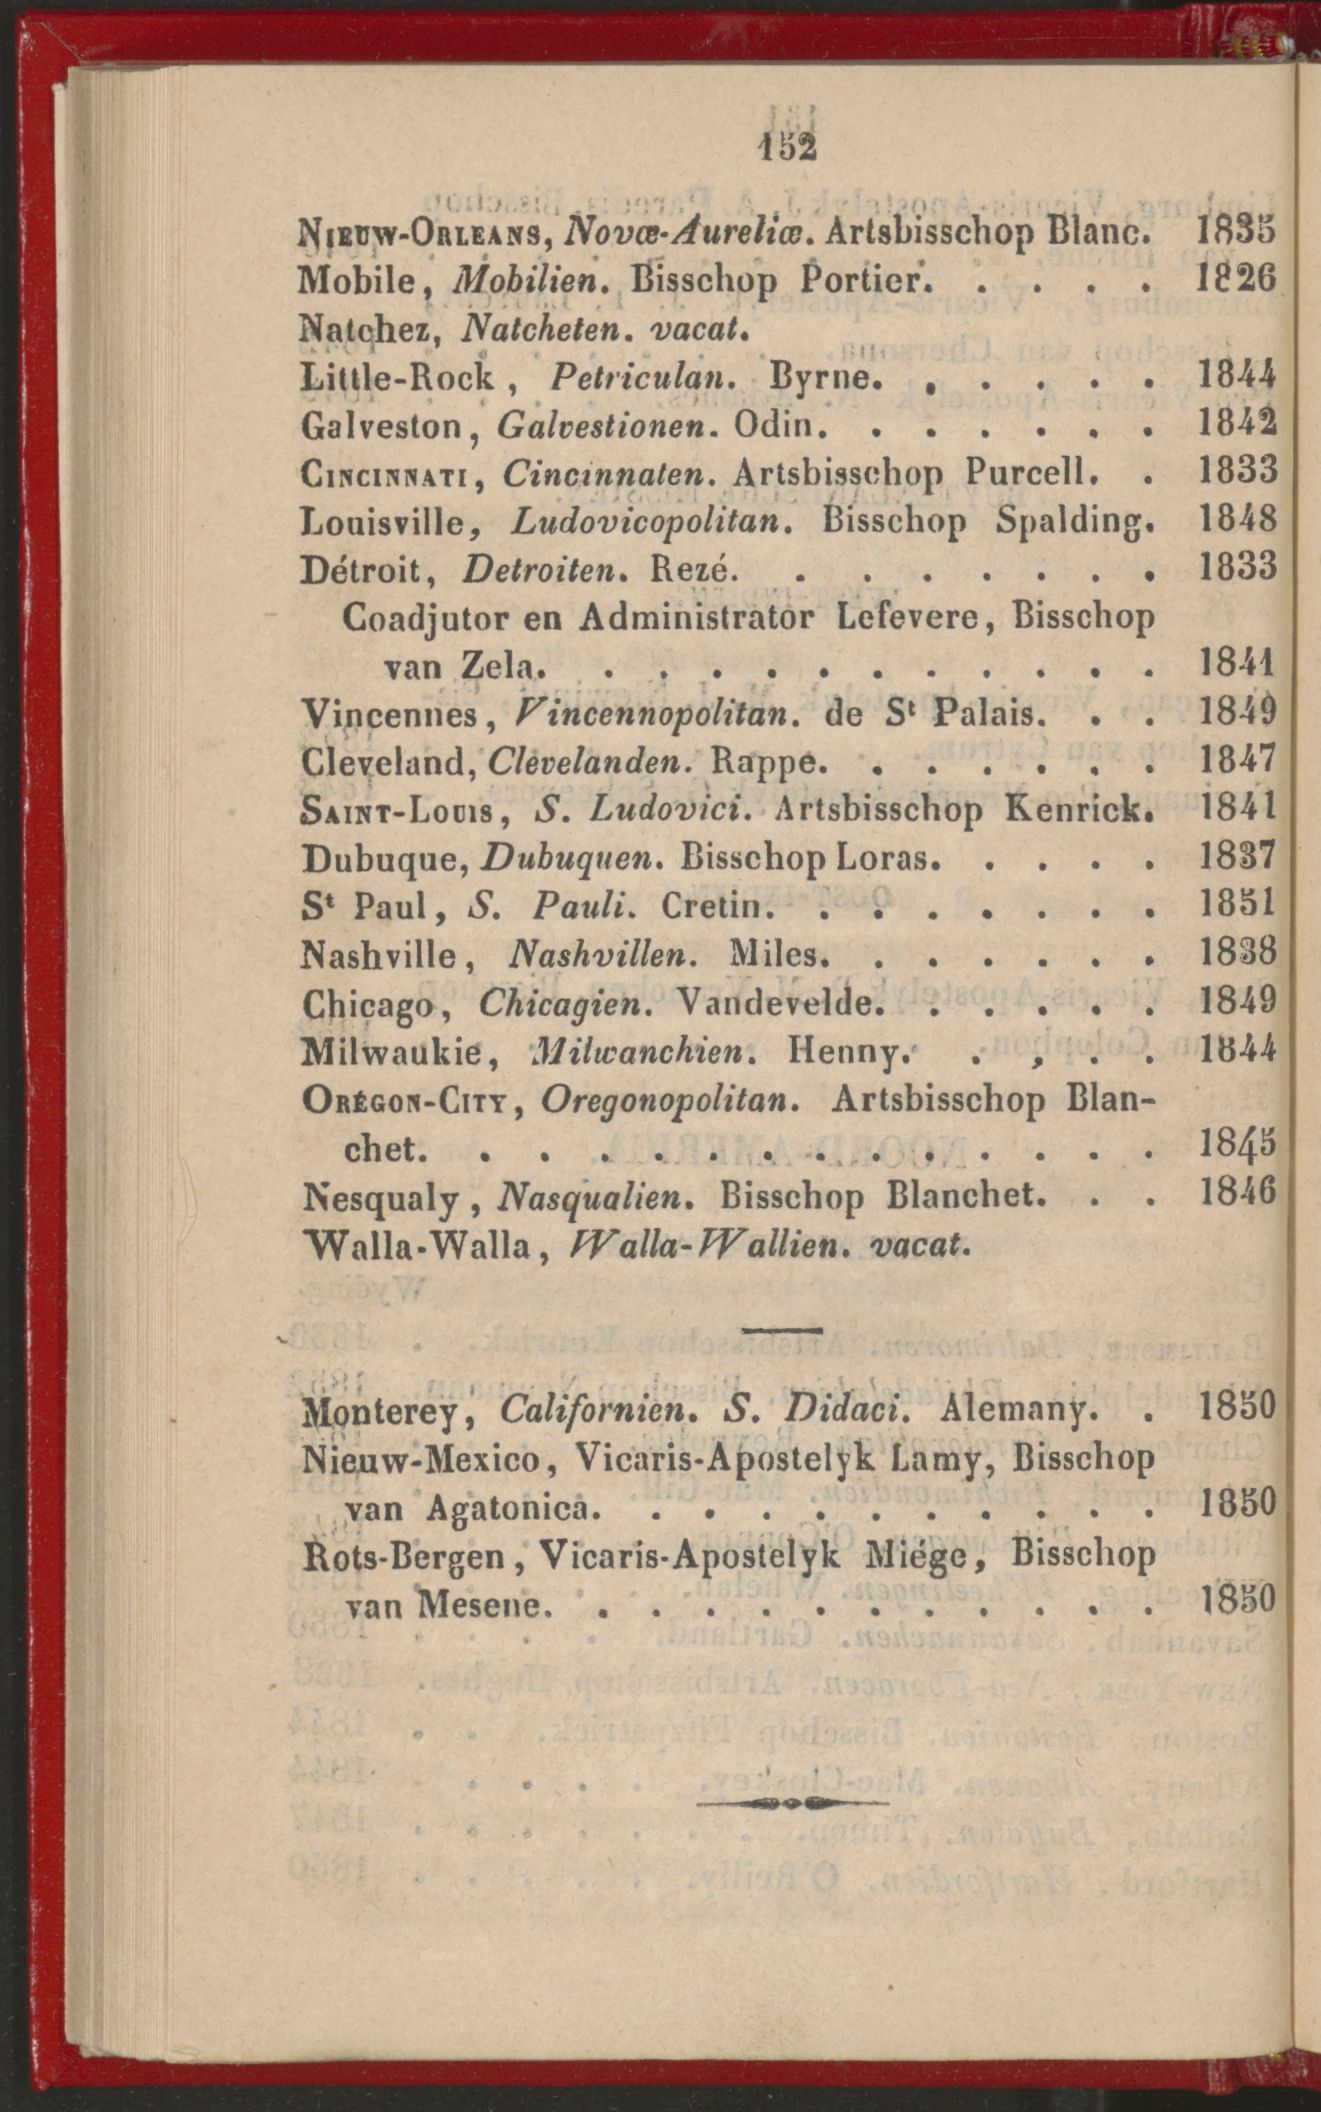 152
NIEUW-ORLEANS, Novæ-Aureliæ. Artsbisschop Blanc. 1835
Mobile, Mobilien. Bisschop Portier. . . . . 1826
Natchez, Natcheten. vacat.
Little-Rock, Petriculan. Byrne. . . . . . 1844
Galveston, Galvestionen. Odin. . . . . . . 1842
CINCINNATI, Cincinnaten. Artsbisschop Purcell. . 1833
Louisville, Ludovicopolitan. Bisschop Spalding. 1848
Détroit, Detroiten. Rezé. . . . . . . . 1833
Coadjutor en Administrator Lefevere, Bisschop
van Zela. . . . . . . . . . . . 1841
Vincennes, Vincennopolitan. de St Palais. . . 1849
Cleveland, Clevelanden. Rappe. . . . . . . 1847
SAINT-LOUIS, S. Ludovici. Artsbisschop Kenrick. 1841
Dubuque, Dubuquen. Bisschop Loras. . . . . 1837
St Paul, S. Pauli. Cretin. . . . . . . . 1851
Nashville, Nashvillen. Miles. . . . . . . 1838
Chicago, Chicagien. Vandevelde. . . . . . 1849
Milwaukie, Milwanchien. Henny. . , . . 1844
ORÉGON-CITY, Oregonopolitan. Artsbisschop Blan-
chet. . . . . . . . . . . . . . 1845
Nesqualy, Nasqualien. Bisschop Blanchet. . . 1846
Walla-Walla, Walla-Wallien. vacat.
Monterey, Californien. S. Didaci. Alemany. . 1850
Nieuw-Mexico, Vicaris-Apostelyk Lamy, Bisschop
van Agatonica. . . . . . . . . . . 1850
Rots-Bergen, Vicaris-Apostelyk Miége, Bisschop
van Mesene. . . . . . . . . . . . 1850